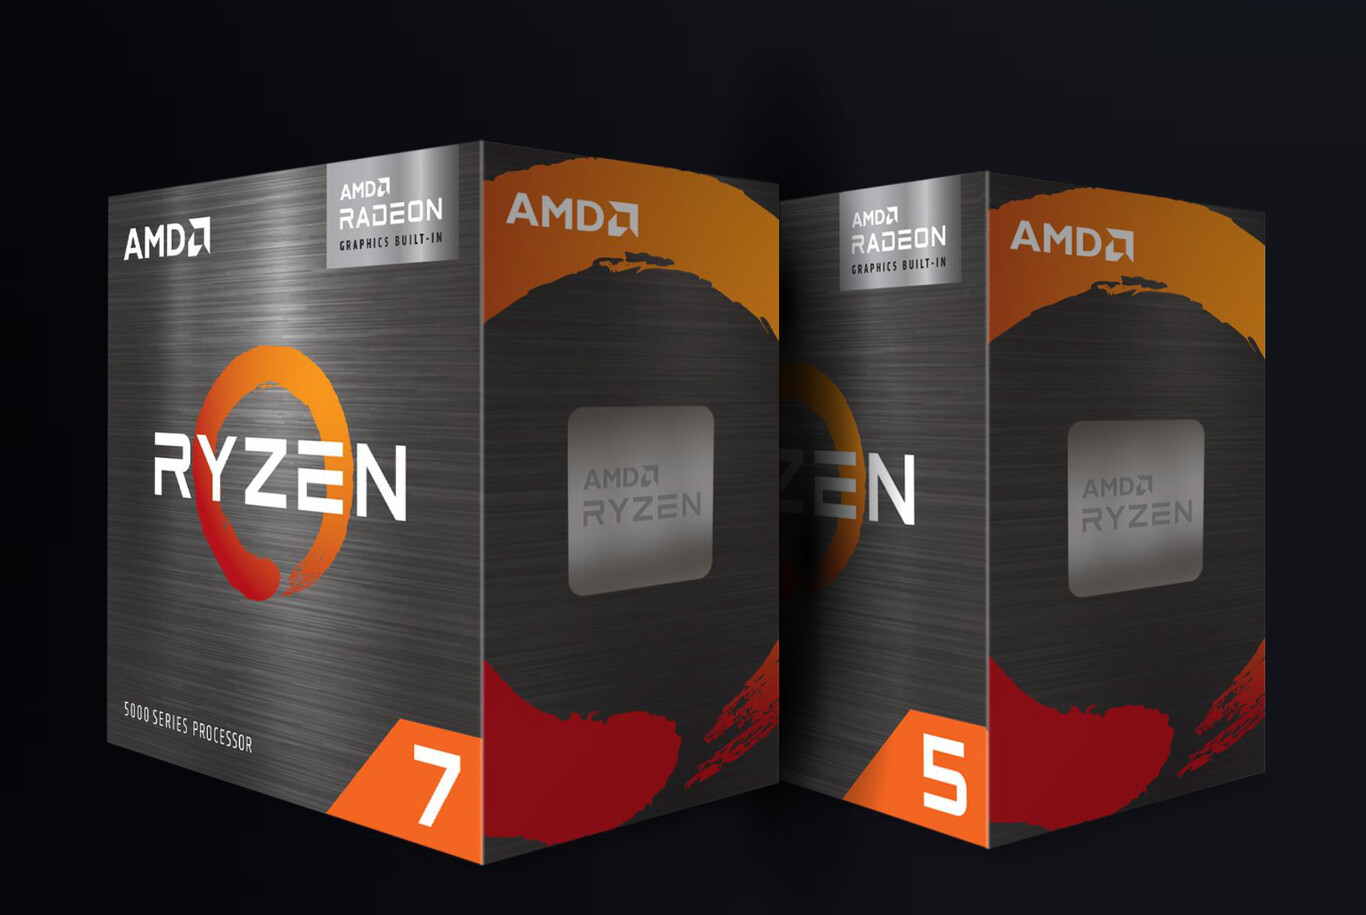 AMD
AMD
RADEON
GRAPHICS BUILT-IN
RYZEN
5000 SERIES PROCESSOR
7
AMD
AMD
RYZEN
AMD
RADEON
GRAPHICS BUILT-IN
ZEN
5
AMD
AMD
RYZEN